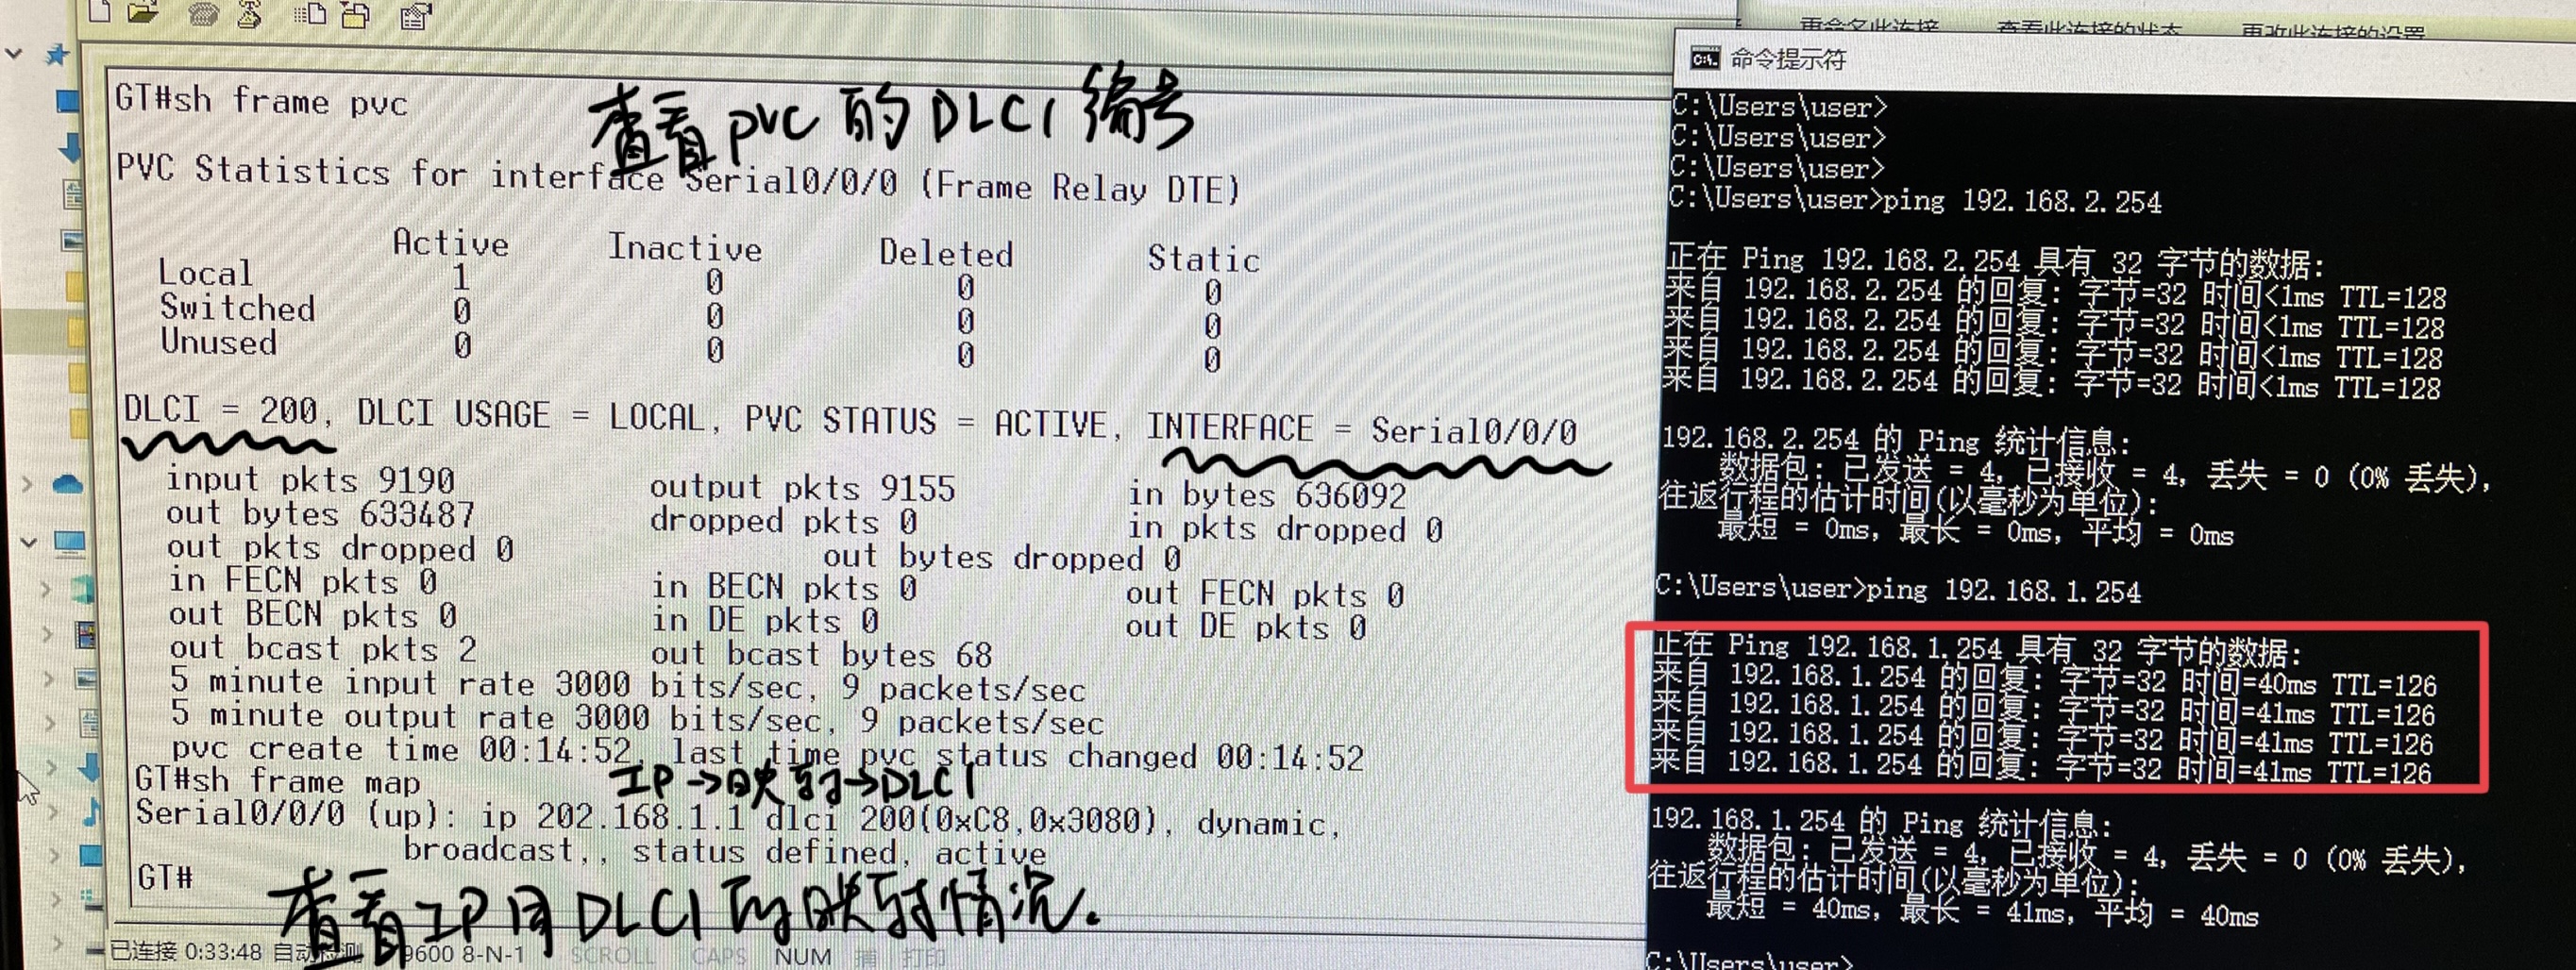 GT#sh frame pvc
查看pvc的DLCI编号
PVC Statistics for interface Serial0/0/0 (Frame Relay DTE)
Active Inactive Deleted Static
Local 1 0 0 0
Switched 0 0 0 0
Unused 0 0 0 0
DLCI = 200, DLCI USAGE = LOCAL, PVC STATUS = ACTIVE, INTERFACE = Serial0/0/0
input pkts 9190 output pkts 9155 in bytes 636092
out bytes 633487 dropped pkts 0 in pkts dropped 0
out pkts dropped 0 out bytes dropped 0
in FECN pkts 0 in BECN pkts 0 out FECN pkts 0
out BECN pkts 0 in DE pkts 0 out DE pkts 0
out bcast pkts 2 out bcast bytes 68
5 minute input rate 3000 bits/sec, 9 packets/sec
5 minute output rate 3000 bits/sec, 9 packets/sec
pvc create time 00:14:52, last time pvc status changed 00:14:52
GT#sh frame map
IP→映射→DLCI
Serial0/0/0 (up): ip 202.168.1.1 dlci 200(0xC8,0x3080), dynamic,
broadcast,, status defined, active
GT#
查看IP同DLCI的映射情况.
已连接 0:33:48 自动检测 9600 8-N-1 SCROLL CAPS NUM 捕 打印
重命名此连接 查看此连接的状态 更改此连接的设置
命令提示符
C:\Users\user>
C:\Users\user>
C:\Users\user>
C:\Users\user>ping 192.168.2.254
正在 Ping 192.168.2.254 具有 32 字节的数据:
来自 192.168.2.254 的回复: 字节=32 时间<1ms TTL=128
来自 192.168.2.254 的回复: 字节=32 时间<1ms TTL=128
来自 192.168.2.254 的回复: 字节=32 时间<1ms TTL=128
来自 192.168.2.254 的回复: 字节=32 时间<1ms TTL=128
192.168.2.254 的 Ping 统计信息:
数据包: 已发送 = 4, 已接收 = 4, 丢失 = 0 (0% 丢失),
往返行程的估计时间(以毫秒为单位):
最短 = 0ms, 最长 = 0ms, 平均 = 0ms
C:\Users\user>ping 192.168.1.254
正在 Ping 192.168.1.254 具有 32 字节的数据:
来自 192.168.1.254 的回复: 字节=32 时间=40ms TTL=126
来自 192.168.1.254 的回复: 字节=32 时间=41ms TTL=126
来自 192.168.1.254 的回复: 字节=32 时间=41ms TTL=126
来自 192.168.1.254 的回复: 字节=32 时间=41ms TTL=126
192.168.1.254 的 Ping 统计信息:
数据包: 已发送 = 4, 已接收 = 4, 丢失 = 0 (0% 丢失),
往返行程的估计时间(以毫秒为单位):
最短 = 40ms, 最长 = 41ms, 平均 = 40ms
C:\Users\user>